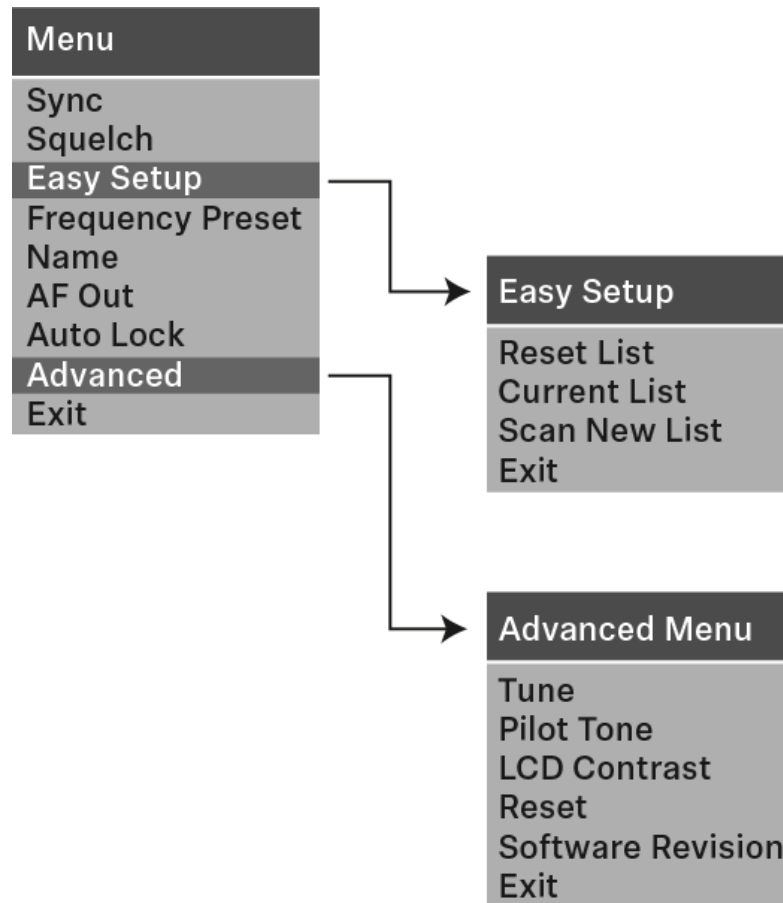 Menu
Sync
Squelch
Easy Setup
Frequency Preset
Name
AF Out
Auto Lock
Advanced
Exit
Easy Setup
Reset List
Current List
Scan New List
Exit
Advanced Menu
Tune
Pilot Tone
LCD Contrast
Reset
Software Revision
Exit